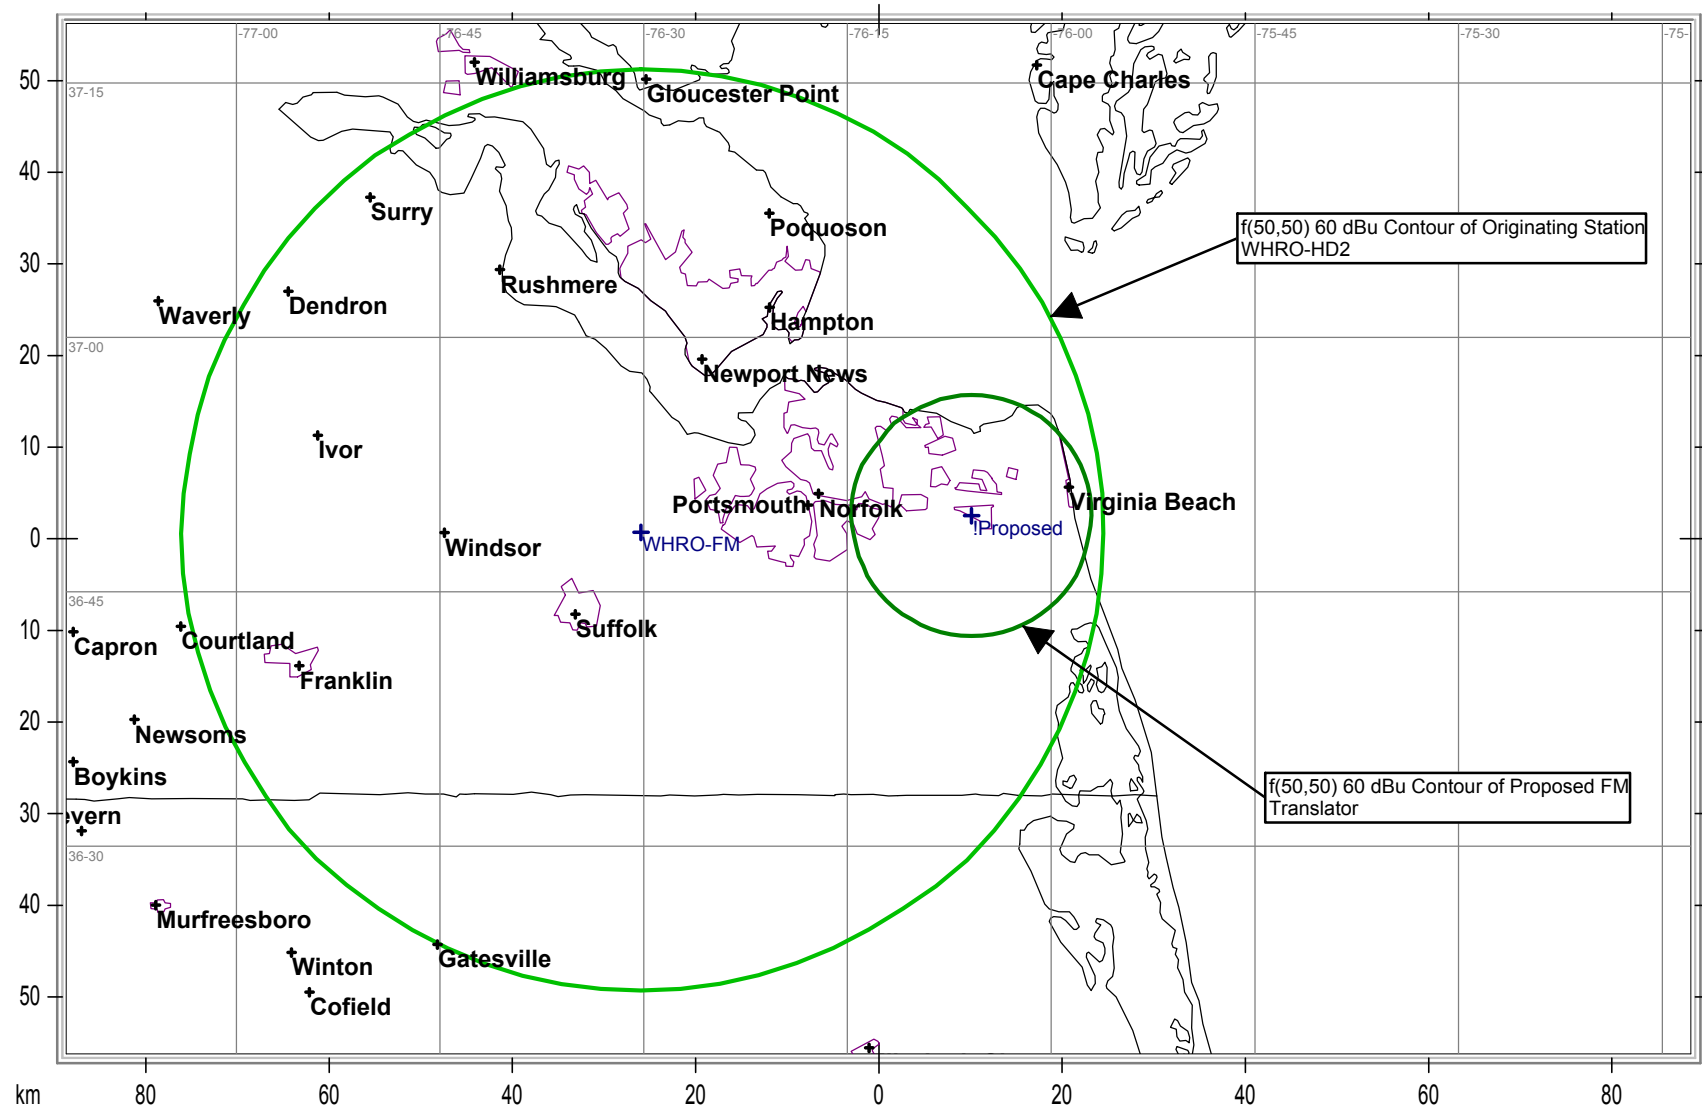 -77-00
-76-45
-76-30
-76-15
-76-00
-75-45
-75-30
-75-
50
Williamsburg
Gloucester Point
Cape Charles
37-15
40
Surry
Poquoson
f(50,50) 60 dBu Contour of Originating Station
WHRO-HD2
30
Rushmere
Dendron
Waverly
Hampton
37-00
20
Newport News
10
Ivor
Portsmouth
Norfolk
Virginia Beach
!Proposed
0
Windsor
WHRO-FM
36-45
10
Suffolk
Courtland
Capron
Franklin
20
Newsoms
Boykins
f(50,50) 60 dBu Contour of Proposed FM
Translator
30
evern
36-30
40
Murfreesboro
Gatesville
Winton
50
Cofield
km
80
60
40
20
0
20
40
60
80